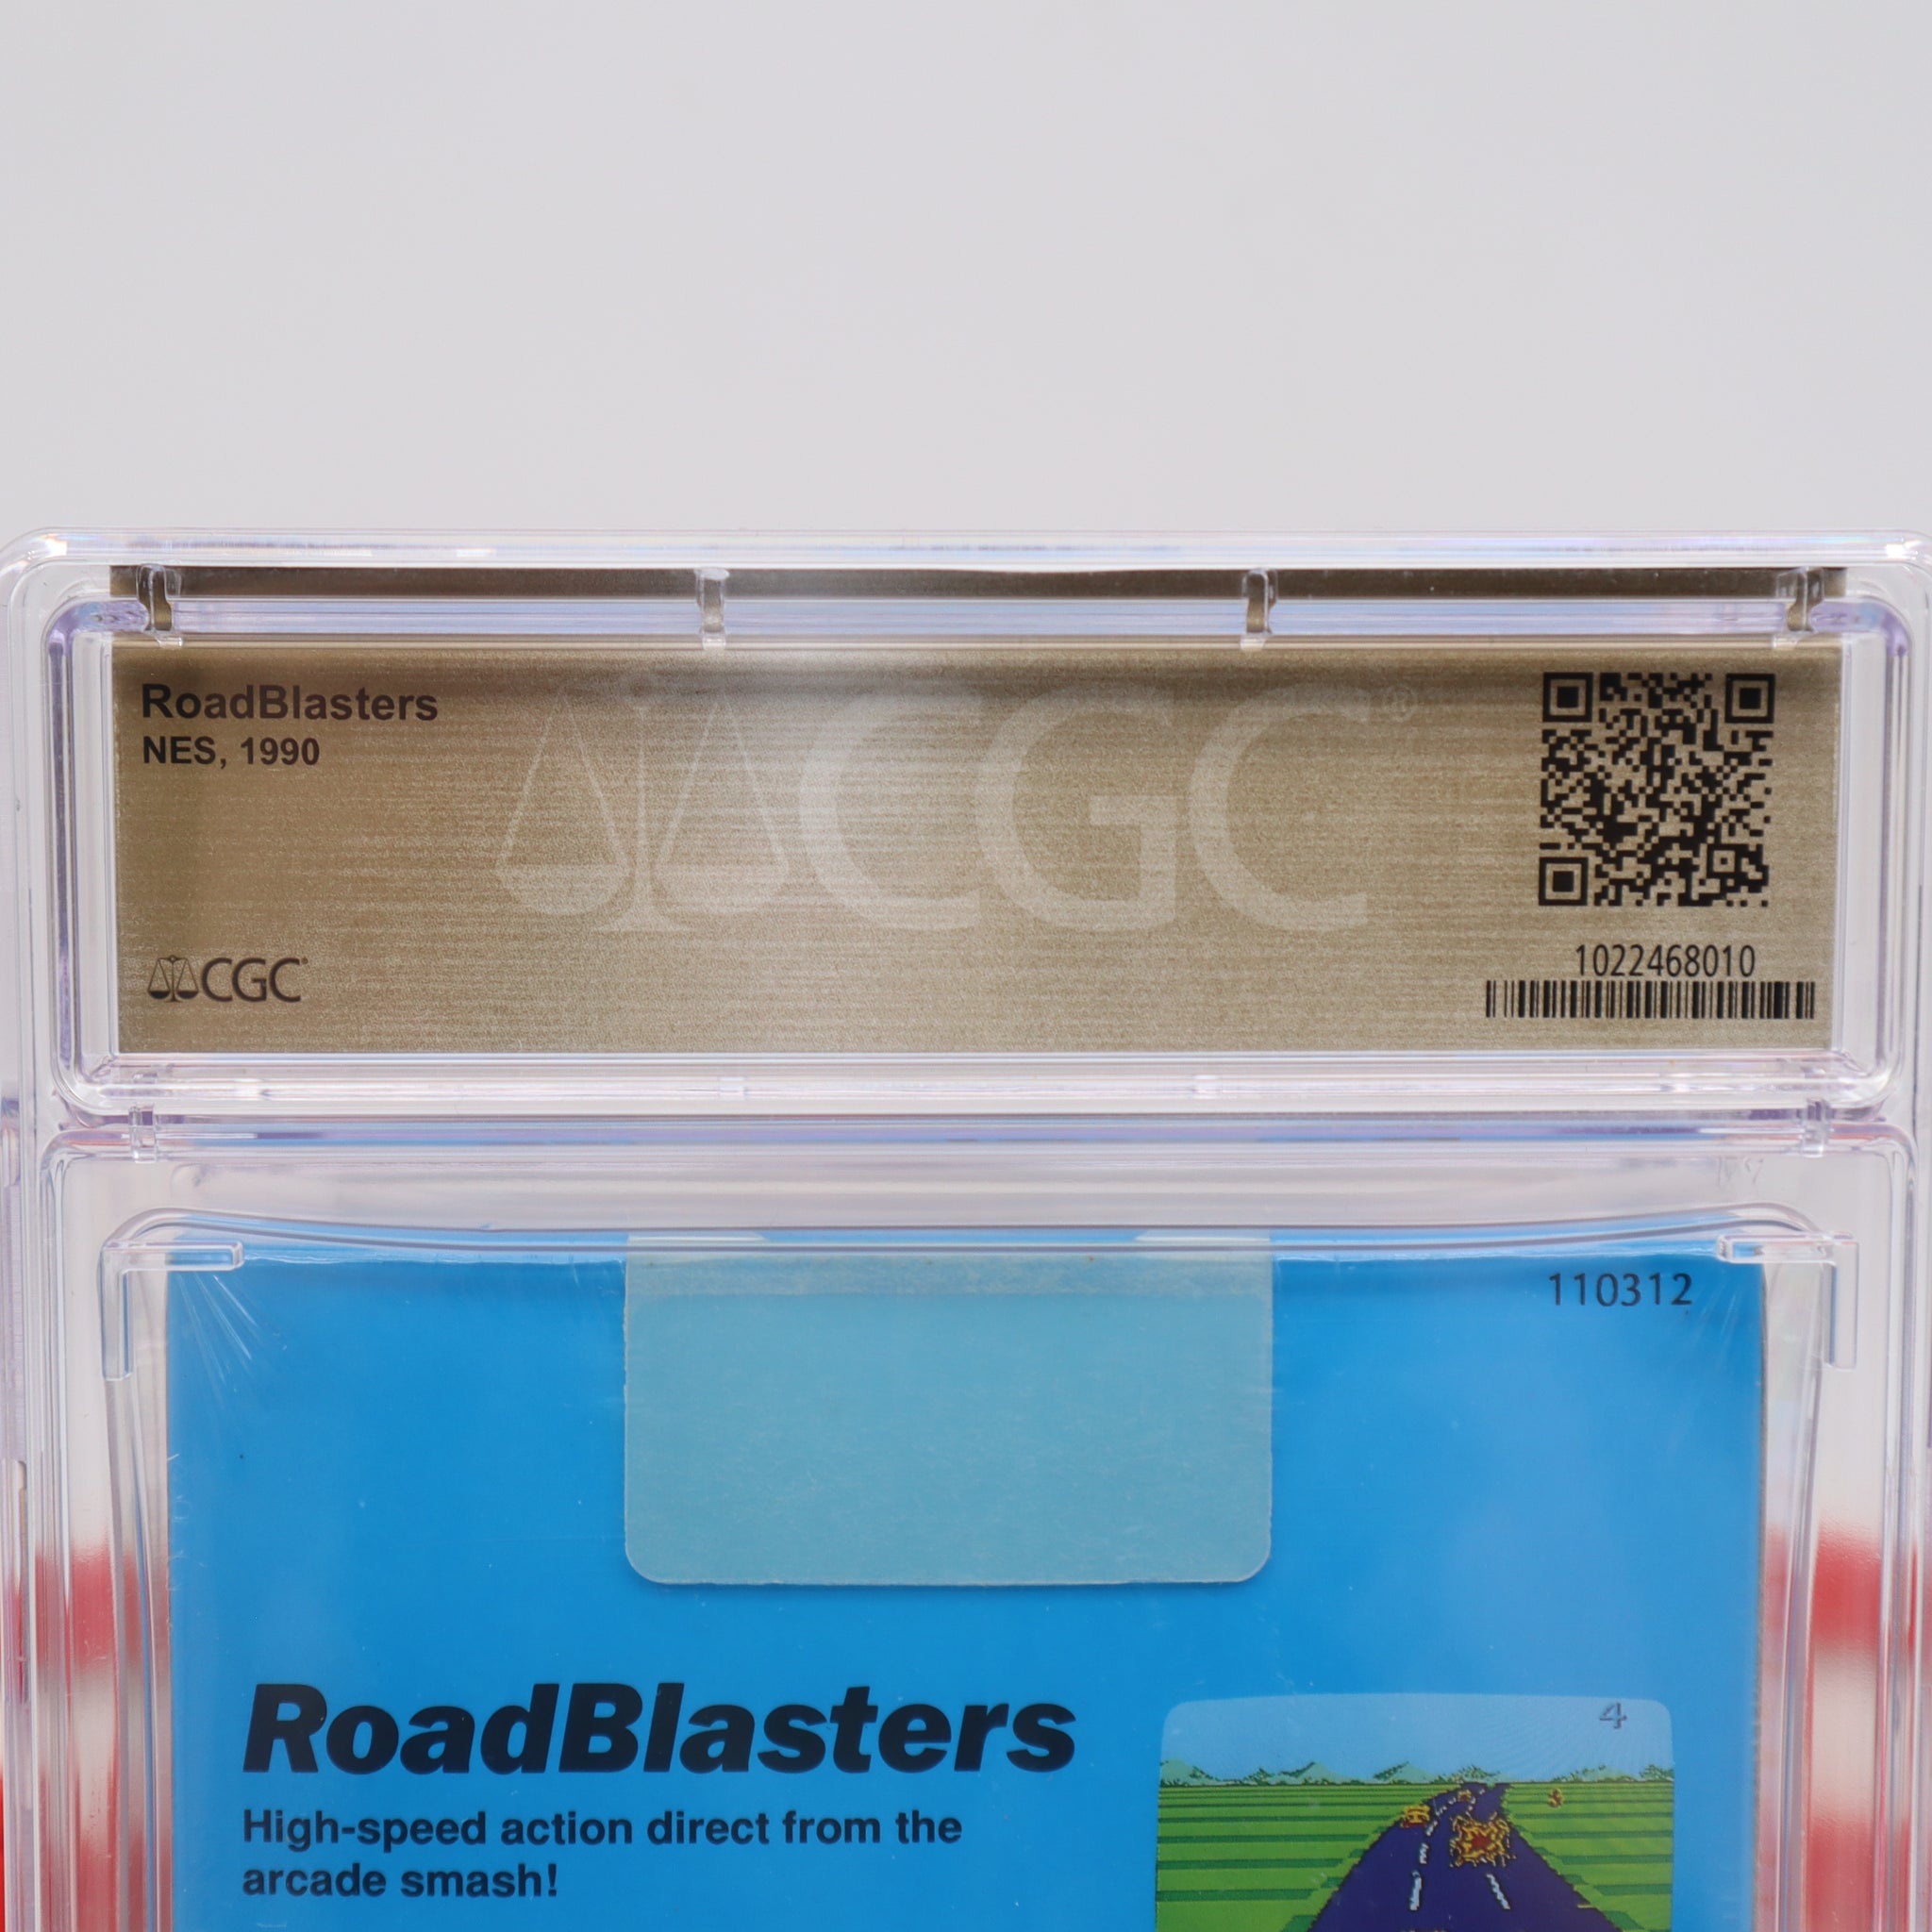 RoadBlasters
NES, 1990
CGC®
CGC®
1022468010
110312
RoadBlasters
High-speed action direct from the
arcade smash!
4